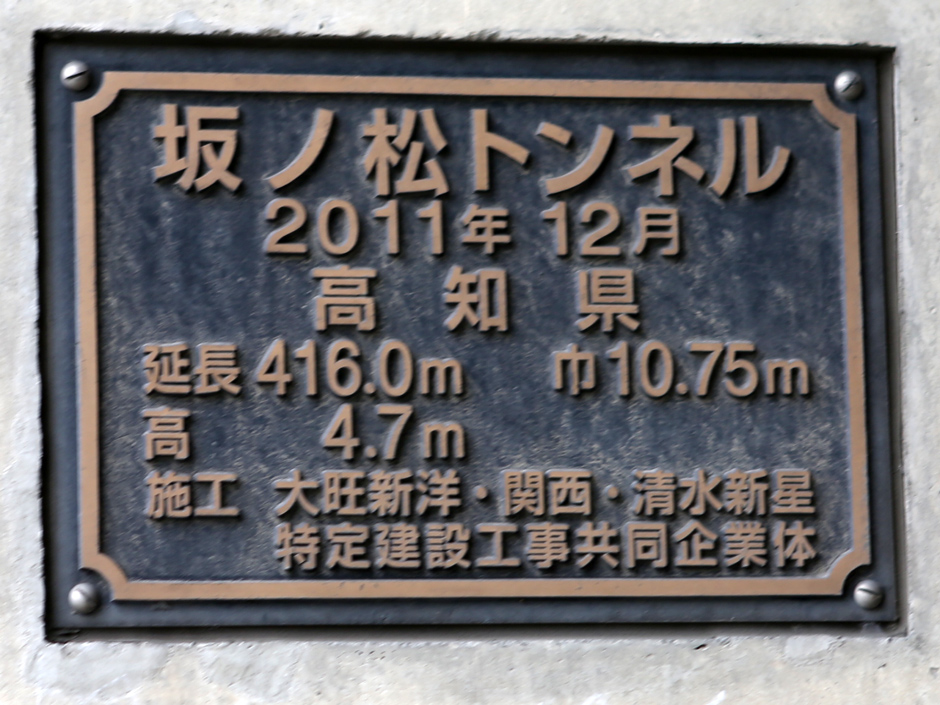 坂ノ松トンネル
2011年 12月
高知県
延長 416.0m 巾 10.75m
高 4.7m
施工 大旺新洋・関西・清水新星
特定建設工事共同企業体